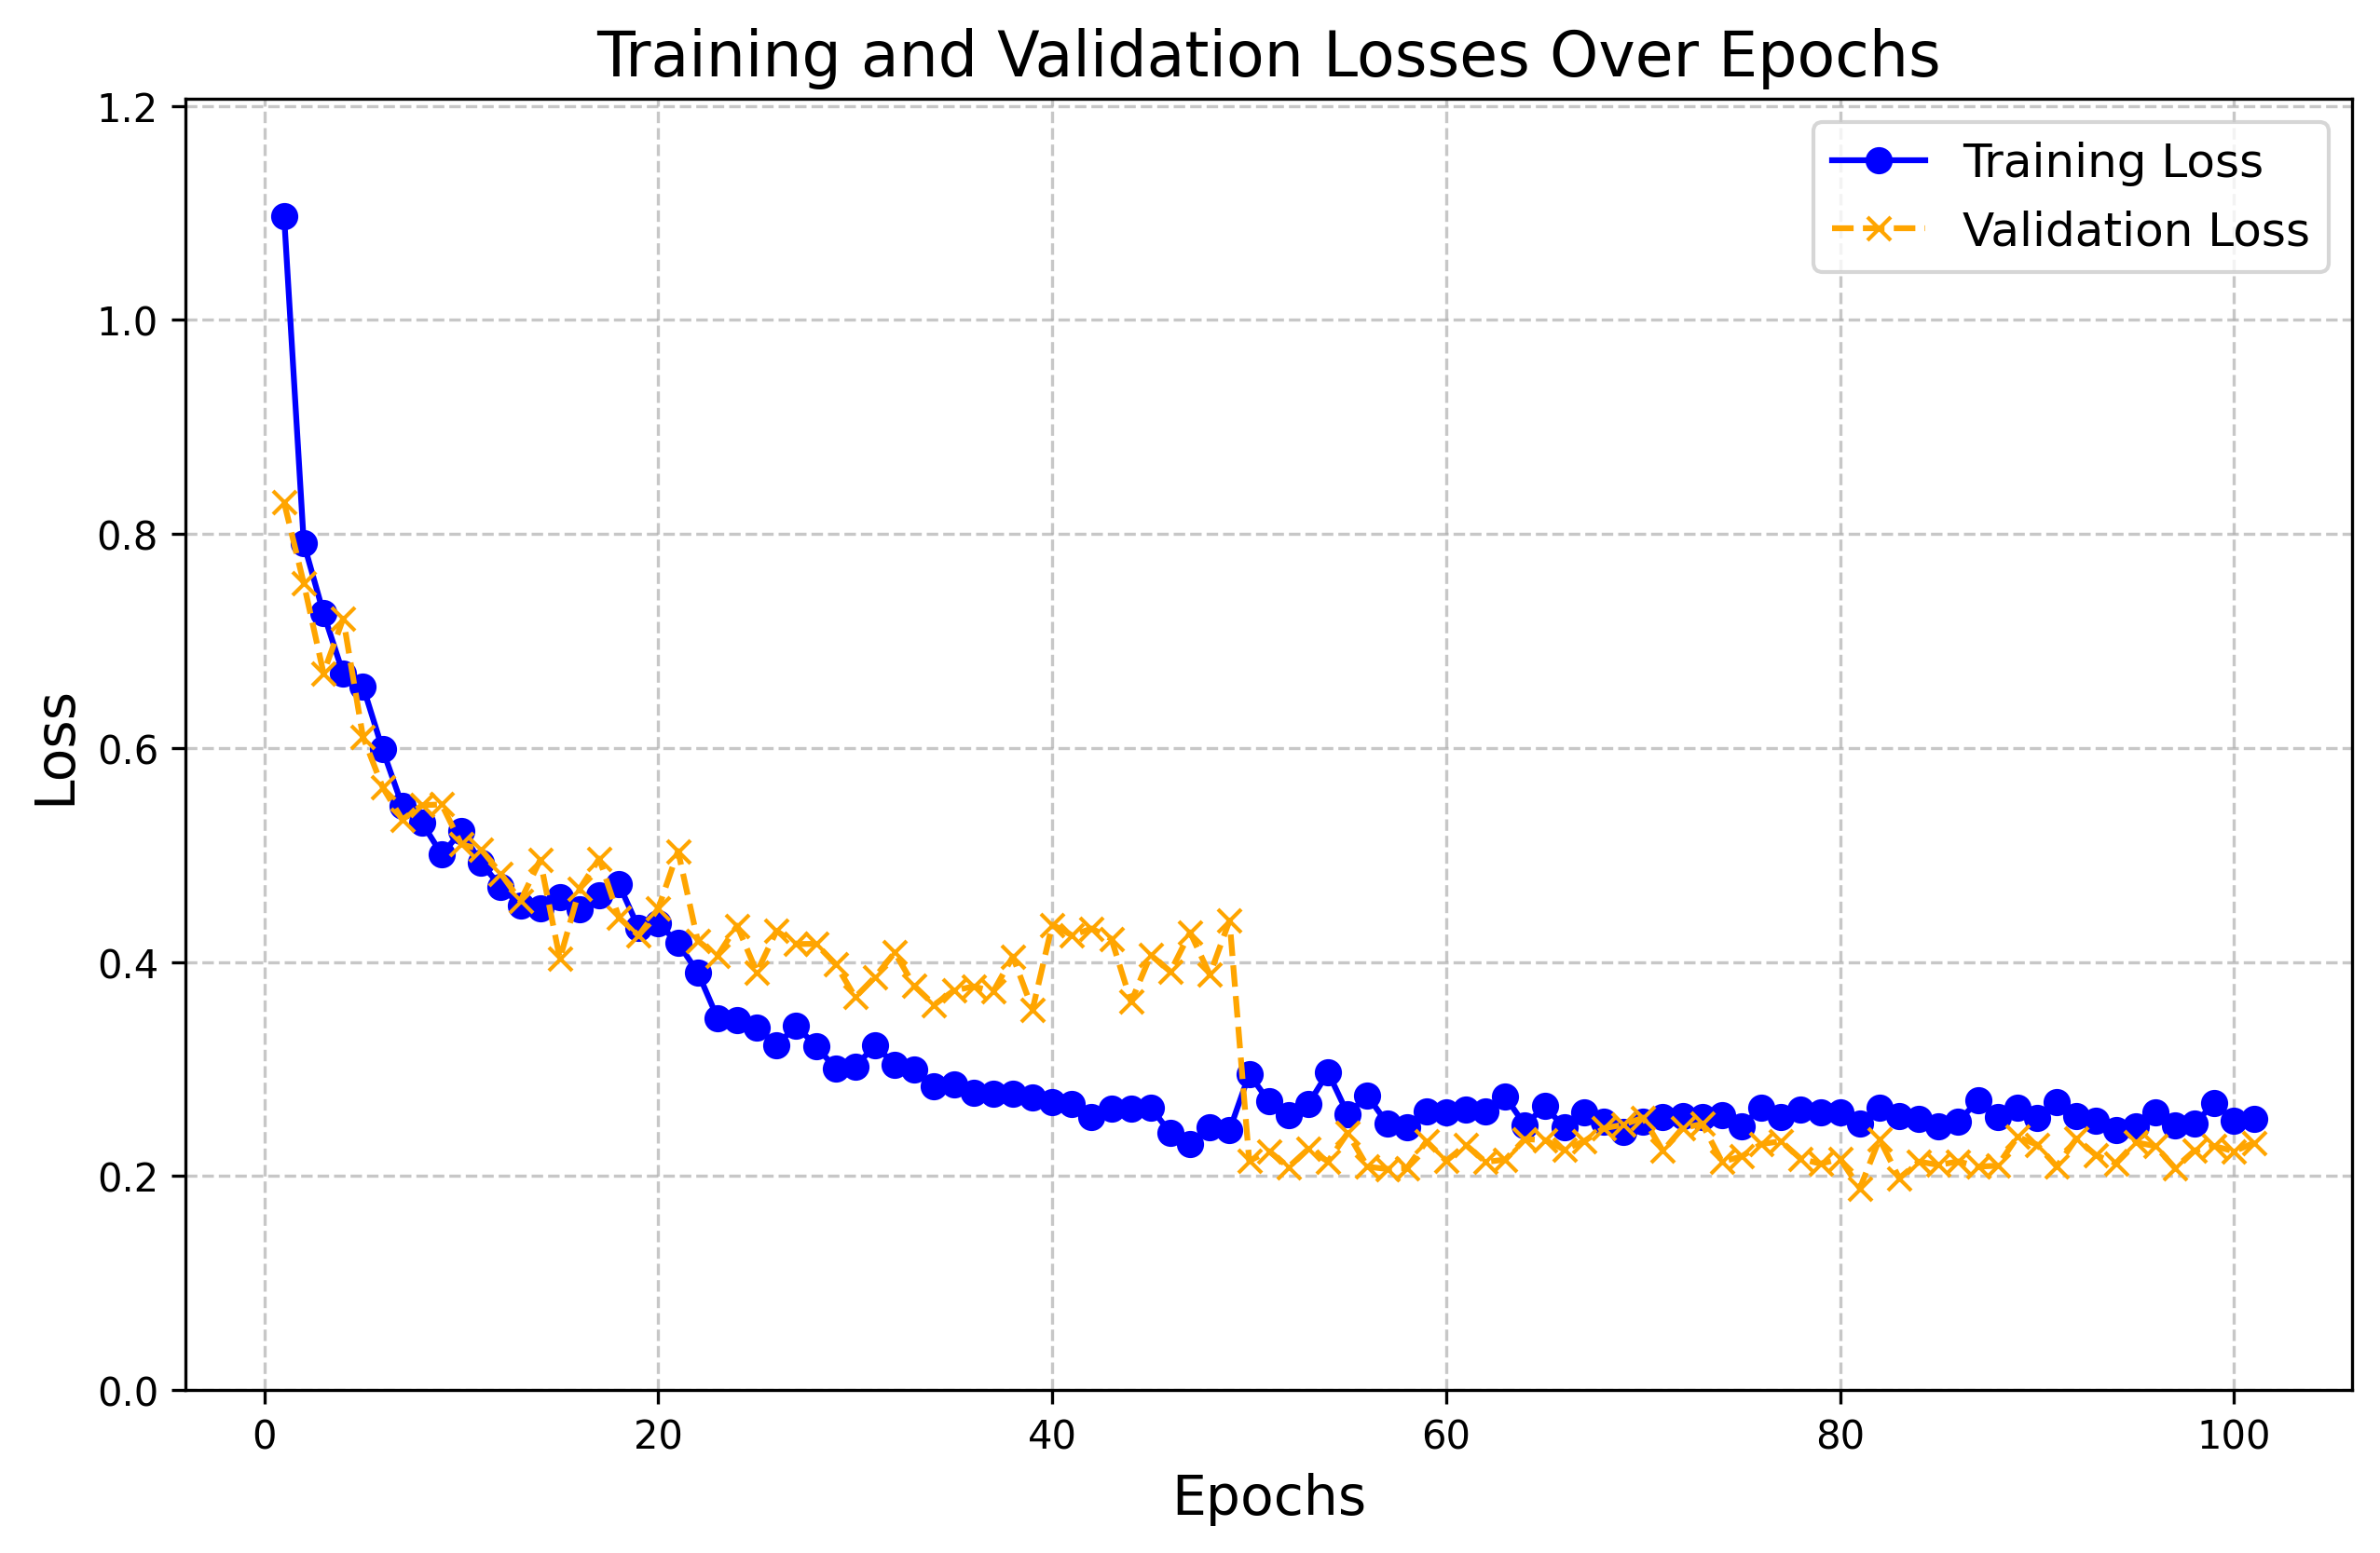 Training and Validation Losses Over Epochs
1.2
1.0
0.8
0.6
0.4
0.2
0.0
Loss
Training Loss
Validation Loss
0 20 40 60 80 100
Epochs